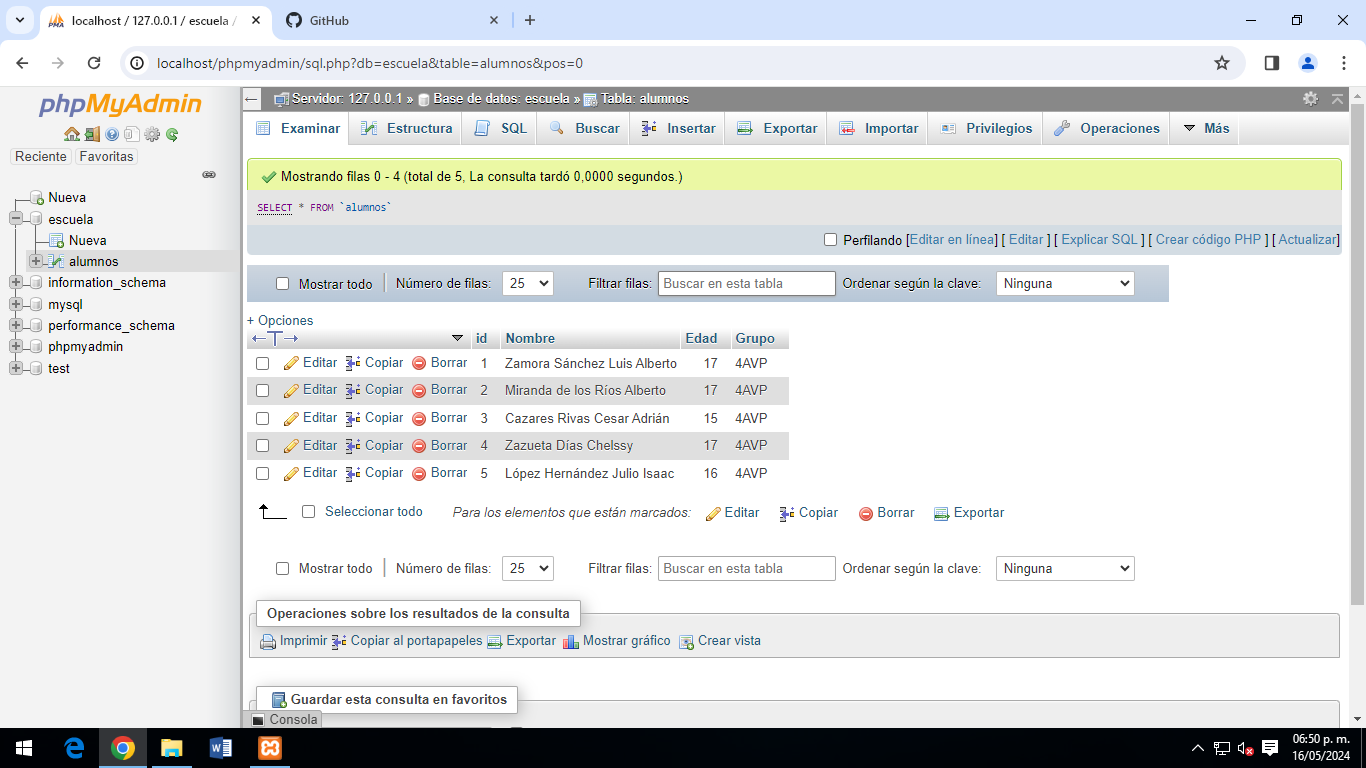 localhost / 127.0.0.1 / escuela /
GitHub
localhost/phpmyadmin/sql.php?db=escuela&table=alumnos&pos=0
phpMyAdmin
Reciente Favoritas
Nueva
escuela
Nueva
alumnos
information_schema
mysql
performance_schema
phpmyadmin
test
Servidor: 127.0.0.1 » Base de datos: escuela » Tabla: alumnos
Examinar Estructura SQL Buscar Insertar Exportar Importar Privilegios Operaciones Más
Mostrando filas 0 - 4 (total de 5, La consulta tardó 0,0000 segundos.)
SELECT * FROM `alumnos`
Perfilando [Editar en línea] [ Editar ] [ Explicar SQL ] [ Crear código PHP ] [ Actualizar]
Mostrar todo Número de filas: 25 Filtrar filas: Buscar en esta tabla Ordenar según la clave: Ninguna
+ Opciones
←T→ id Nombre Edad Grupo
Editar Copiar Borrar 1 Zamora Sánchez Luis Alberto 17 4AVP
Editar Copiar Borrar 2 Miranda de los Ríos Alberto 17 4AVP
Editar Copiar Borrar 3 Cazares Rivas Cesar Adrián 15 4AVP
Editar Copiar Borrar 4 Zazueta Días Chelssy 17 4AVP
Editar Copiar Borrar 5 López Hernández Julio Isaac 16 4AVP
Seleccionar todo Para los elementos que están marcados: Editar Copiar Borrar Exportar
Mostrar todo Número de filas: 25 Filtrar filas: Buscar en esta tabla Ordenar según la clave: Ninguna
Operaciones sobre los resultados de la consulta
Imprimir Copiar al portapapeles Exportar Mostrar gráfico Crear vista
Guardar esta consulta en favoritos
Consola
06:50 p. m.
16/05/2024